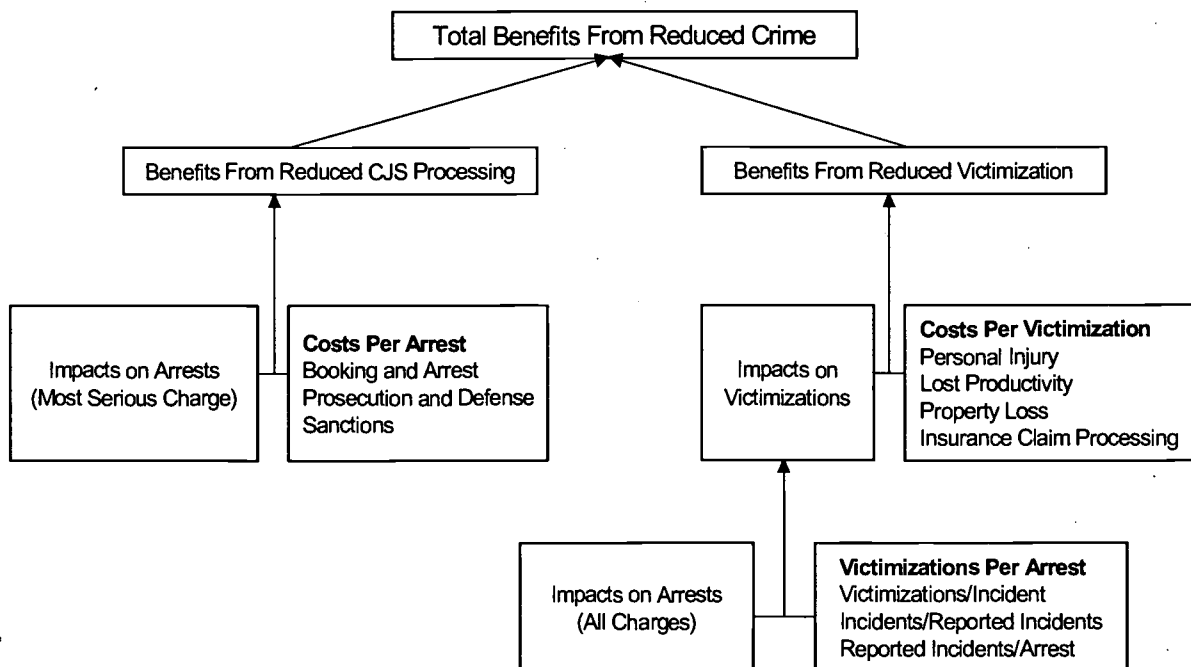 Total Benefits From Reduced Crime
Benefits From Reduced CJS Processing
Benefits From Reduced Victimization
Impacts on Arrests
(Most Serious Charge)
Costs Per Arrest
Booking and Arrest
Prosecution and Defense
Sanctions
Impacts on
Victimizations
Costs Per Victimization
Personal Injury
Lost Productivity
Property Loss
Insurance Claim Processing
Impacts on Arrests
(All Charges)
Victimizations Per Arrest
Victimizations/Incident
Incidents/Reported Incidents
Reported Incidents/Arrest